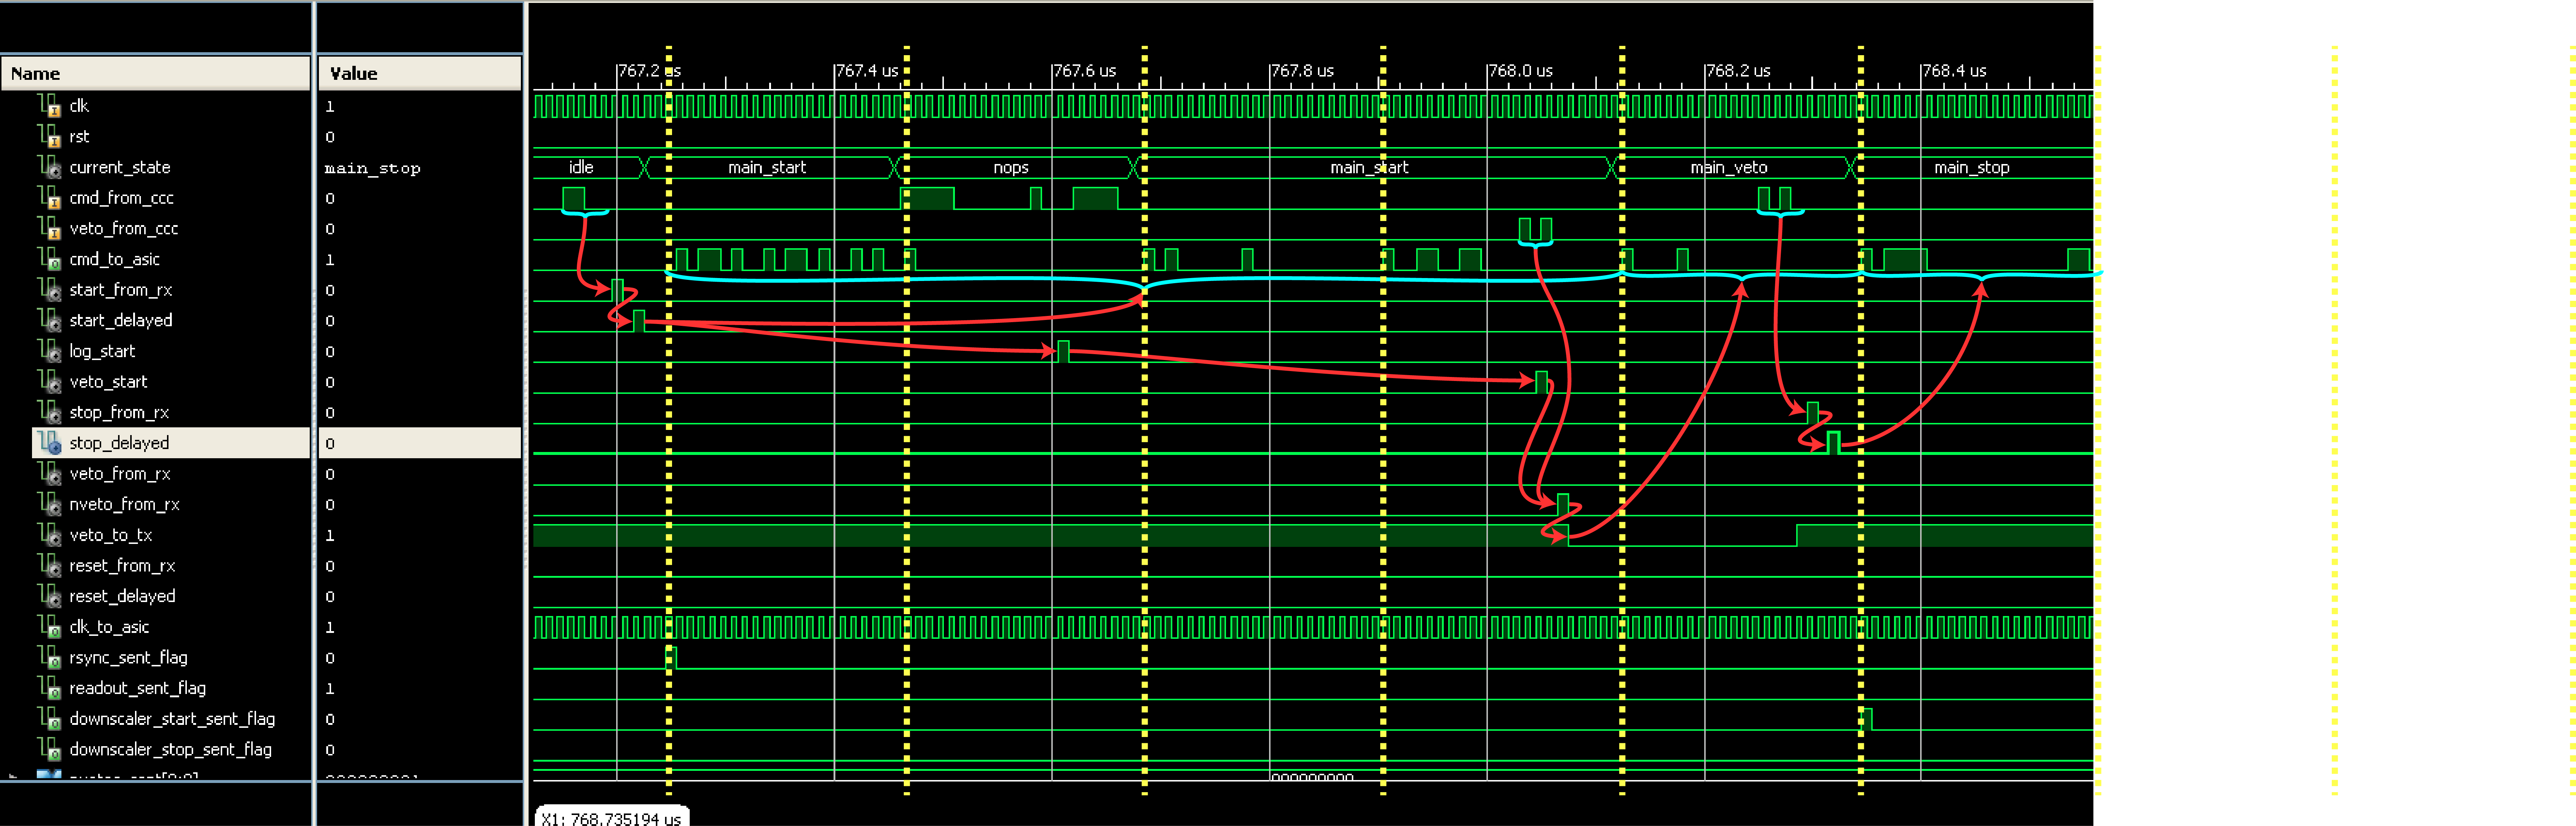 Name Value
767.2 us 767.4 us 767.6 us 767.8 us 768.0 us 768.2 us 768.4 us
clk 1
rst 0
current_state main_stop idle main_start nops main_start main_veto main_stop
cmd_from_ccc 0
veto_from_ccc 0
cmd_to_asic 1
start_from_rx 0
start_delayed 0
log_start 0
veto_start 0
stop_from_rx 0
stop_delayed 0
veto_from_rx 0
nveto_from_rx 0
veto_to_tx 1
reset_from_rx 0
reset_delayed 0
clk_to_asic 1
rsync_sent_flag 0
readout_sent_flag 1
downscaler_start_sent_flag 0
downscaler_stop_sent_flag 0
X1: 768.735194 us